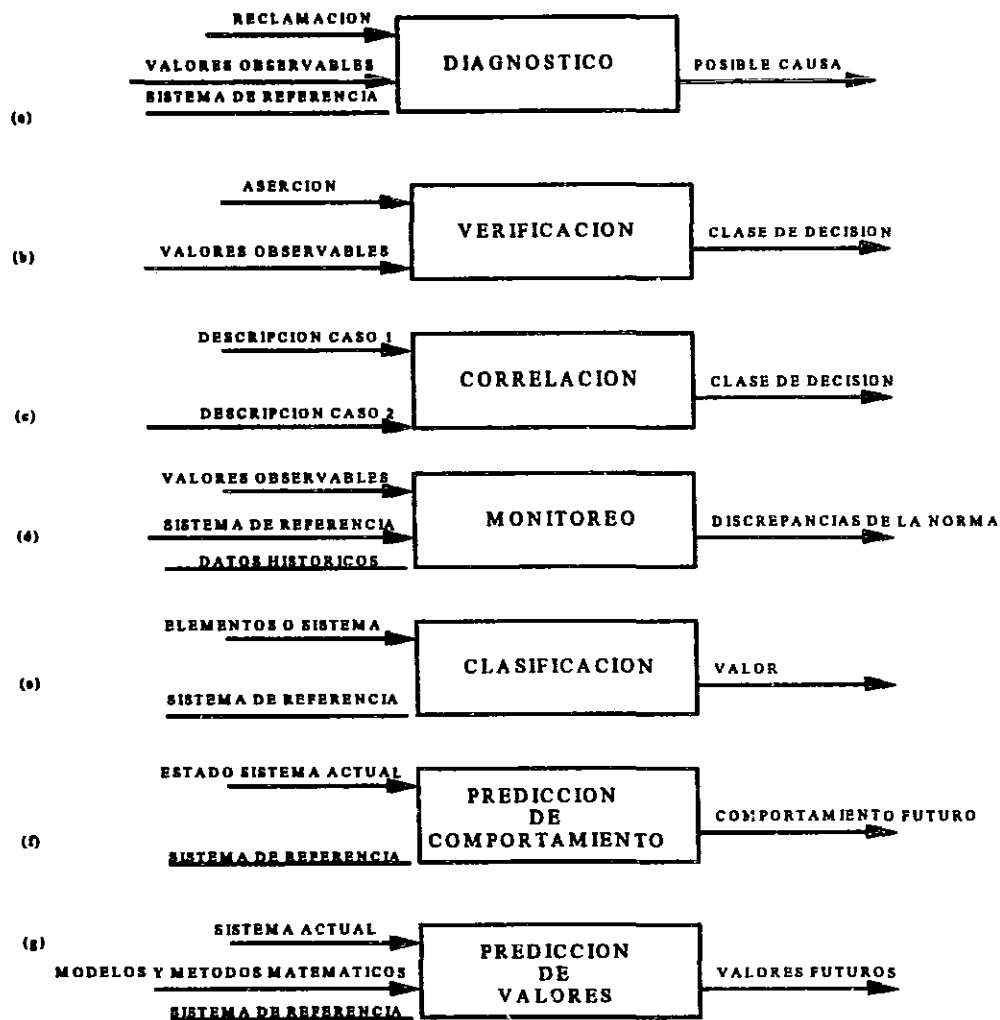 RECLAMACION
VALORES OBSERVABLES
SISTEMA DE REFERENCIA
DIAGNOSTICO
POSIBLE CAUSA
(a)
ASERCION
VALORES OBSERVABLES
VERIFICACION
CLASE DE DECISION
(b)
DESCRIPCION CASO 1
DESCRIPCION CASO 2
CORRELACION
CLASE DE DECISION
(c)
VALORES OBSERVABLES
SISTEMA DE REFERENCIA
DATOS HISTORICOS
MONITOREO
DISCREPANCIAS DE LA NORMA
(d)
ELEMENTOS O SISTEMA
SISTEMA DE REFERENCIA
CLASIFICACION
VALOR
(e)
ESTADO SISTEMA ACTUAL
SISTEMA DE REFERENCIA
PREDICCION
DE
COMPORTAMIENTO
COMPORTAMIENTO FUTURO
(f)
(g)
SISTEMA ACTUAL
MODELOS Y METODOS MATEMATICOS
SISTEMA DE REFERENCIA
PREDICCION
DE
VALORES
VALORES FUTUROS